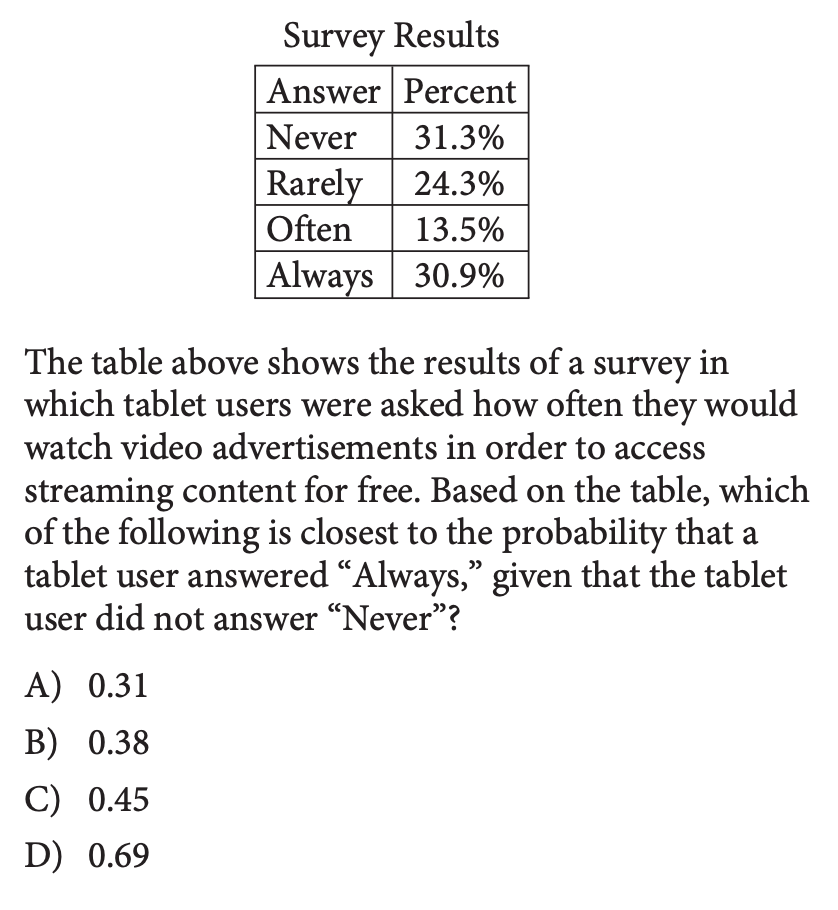 Survey Results
Answer Percent
Never 31.3%
Rarely 24.3%
Often 13.5%
Always 30.9%
The table above shows the results of a survey in
which tablet users were asked how often they would
watch video advertisements in order to access
streaming content for free. Based on the table, which
of the following is closest to the probability that a
tablet user answered “Always,” given that the tablet
user did not answer “Never”?
A) 0.31
B) 0.38
C) 0.45
D) 0.69